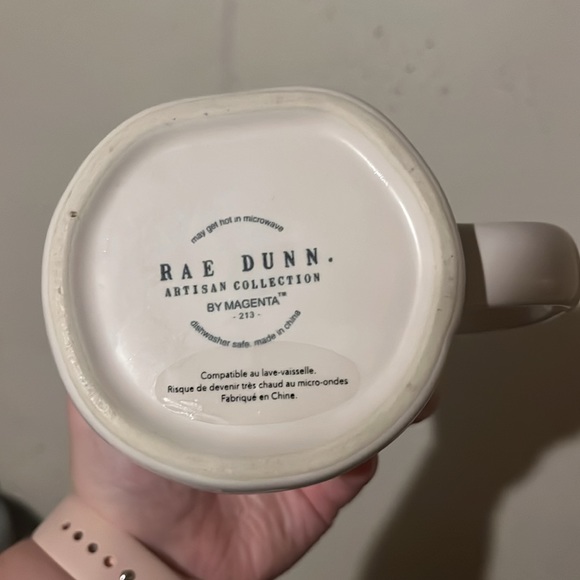 may get hot in microwave
RAE DUNN.
ARTISAN COLLECTION
BY MAGENTA™
- 213 -
dishwasher safe. made in china
Compatible au lave-vaisselle.
Risque de devenir très chaud au micro-ondes
Fabriqué en Chine.